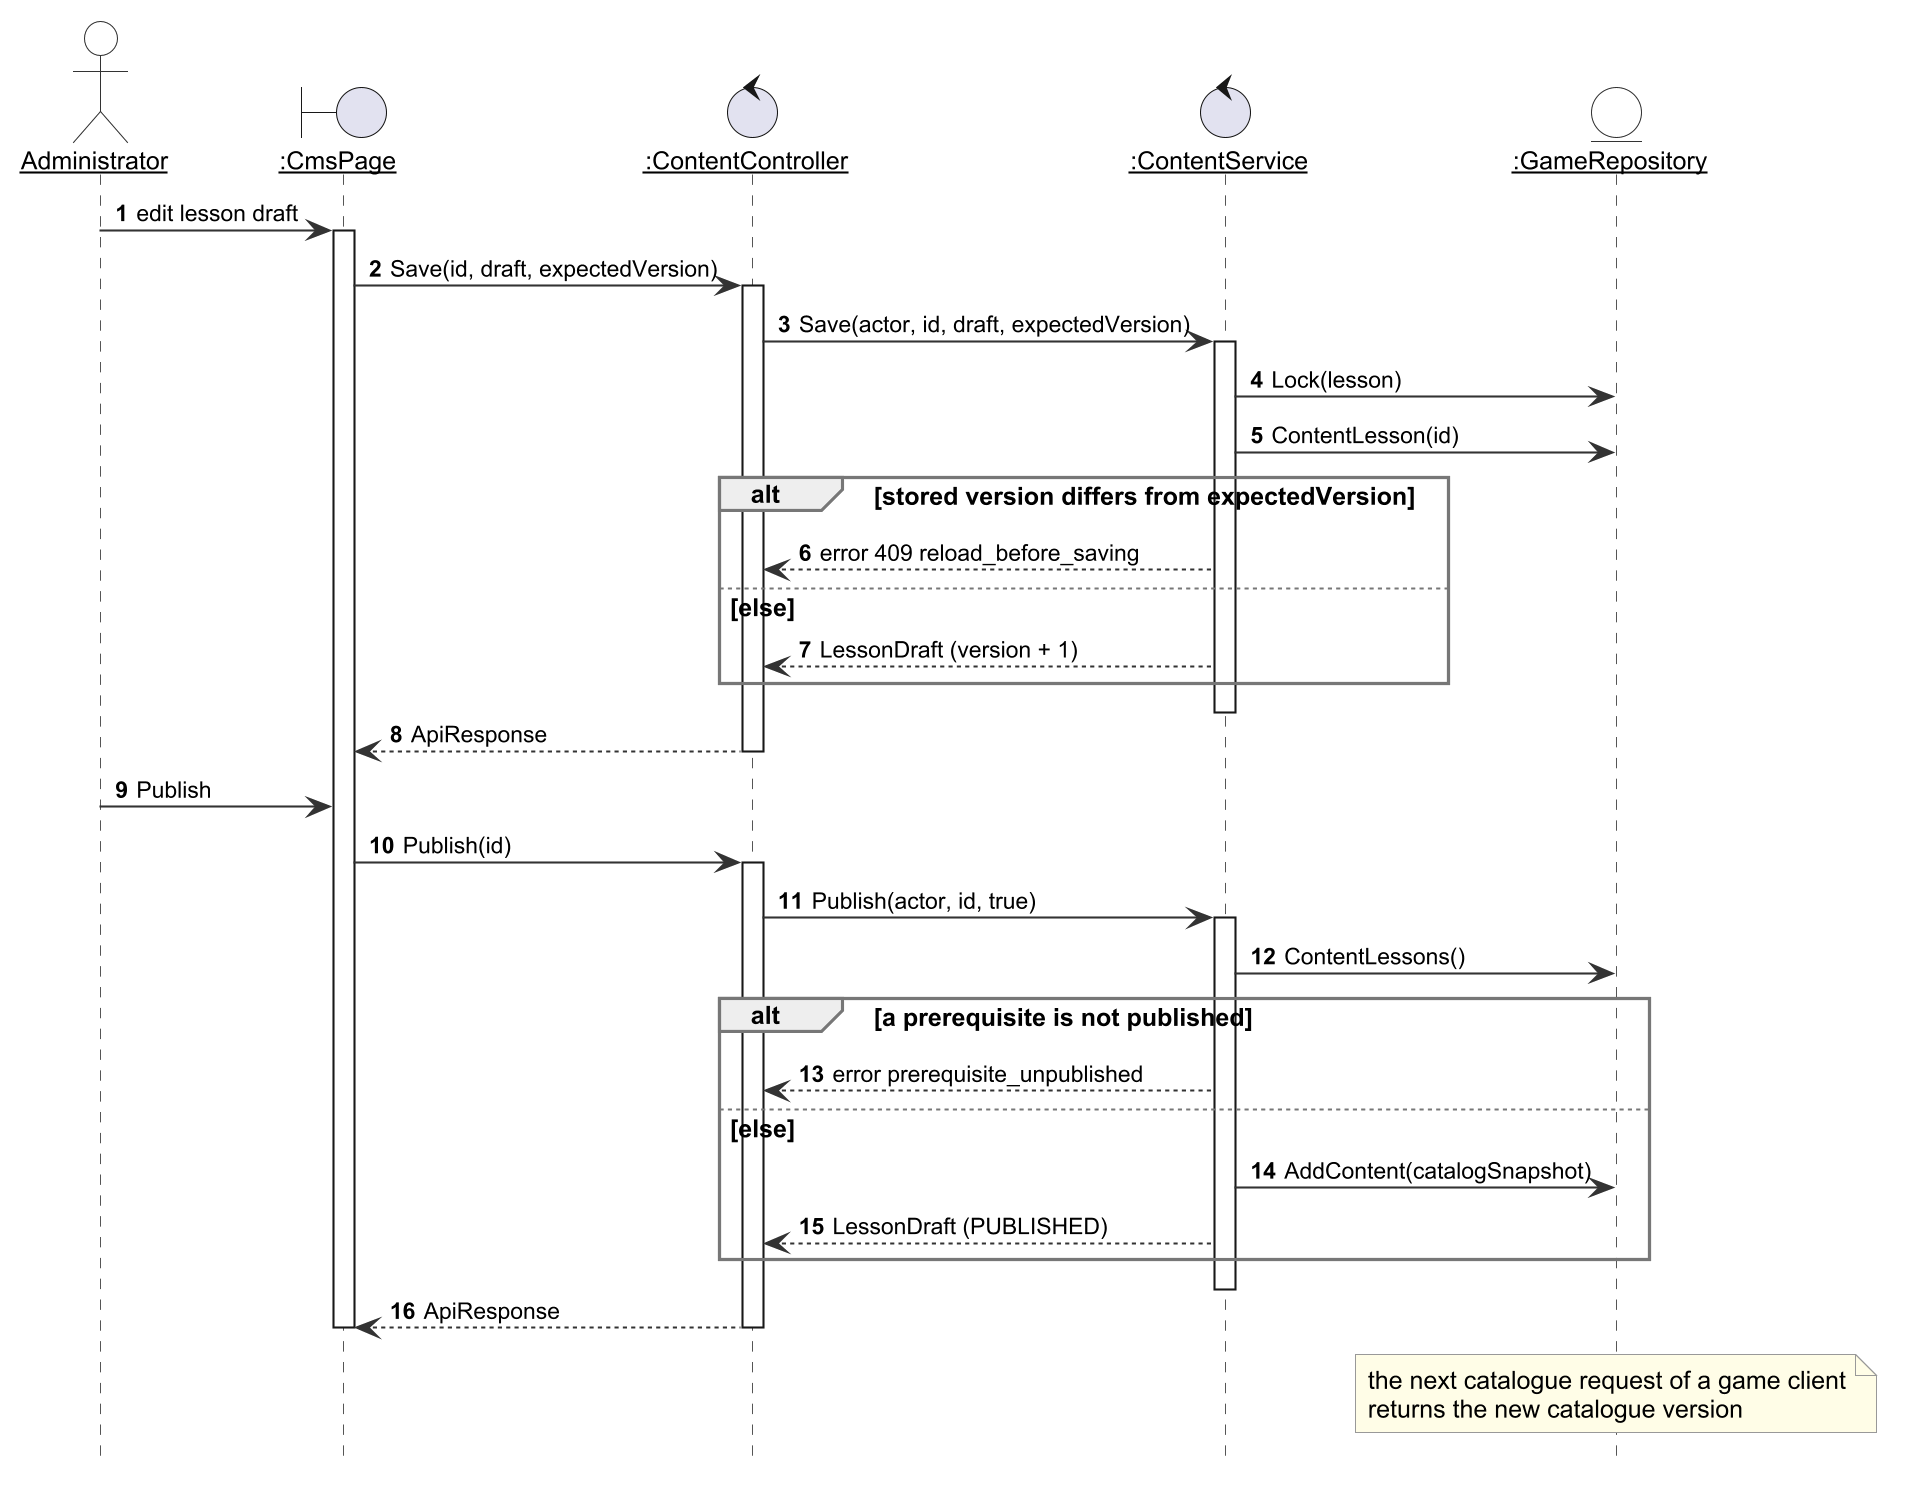 Administrator
:CmsPage
:ContentController
:ContentService
:GameRepository
1 edit lesson draft
2 Save(id, draft, expectedVersion)
3 Save(actor, id, draft, expectedVersion)
4 Lock(lesson)
5 ContentLesson(id)
alt [stored version differs from expectedVersion]
6 error 409 reload_before_saving
[else]
7 LessonDraft (version + 1)
8 ApiResponse
9 Publish
10 Publish(id)
11 Publish(actor, id, true)
12 ContentLessons()
alt [a prerequisite is not published]
13 error prerequisite_unpublished
[else]
14 AddContent(catalogSnapshot)
15 LessonDraft (PUBLISHED)
16 ApiResponse
the next catalogue request of a game client
returns the new catalogue version